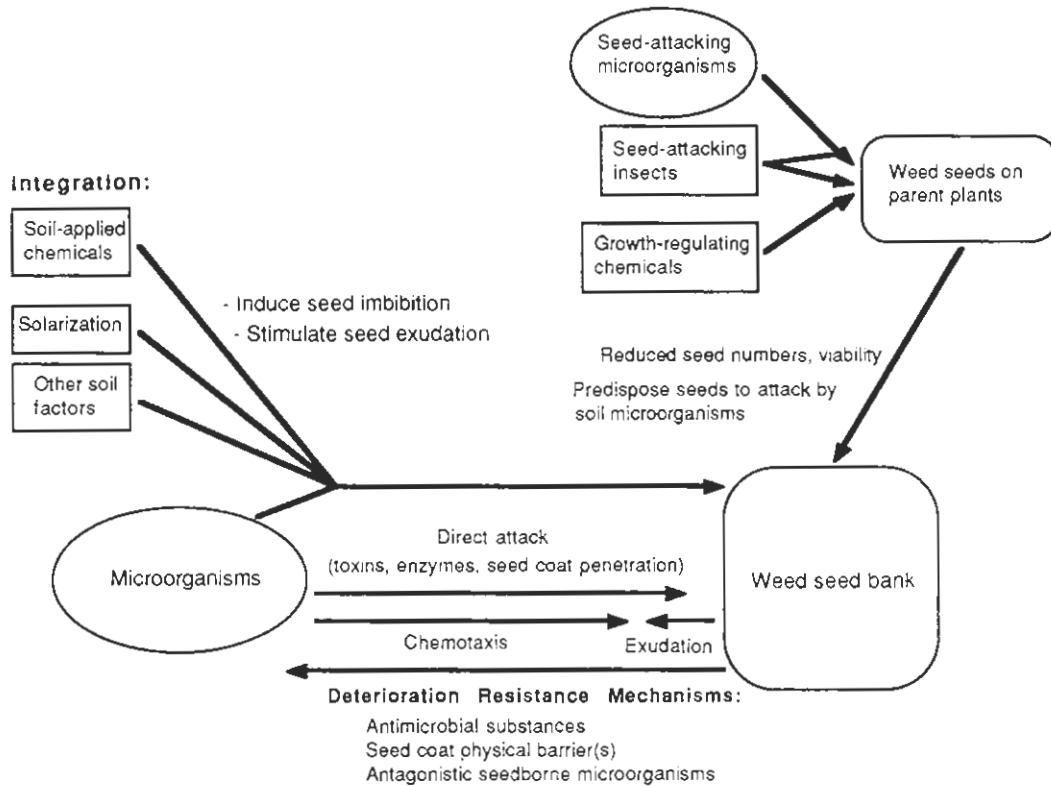 Seed-attacking
microorganisms
Seed-attacking
insects
Growth-regulating
chemicals
Weed seeds on
parent plants
Integration:
Soil-applied
chemicals
Solarization
Other soil
factors
- Induce seed imbibition
- Stimulate seed exudation
Reduced seed numbers, viability
Predispose seeds to attack by
soil microorganisms
Microorganisms
Direct attack
(toxins, enzymes, seed coat penetration)
Chemotaxis
Exudation
Weed seed bank
Deterioration Resistance Mechanisms:
Antimicrobial substances
Seed coat physical barrier(s)
Antagonistic seedborne microorganisms